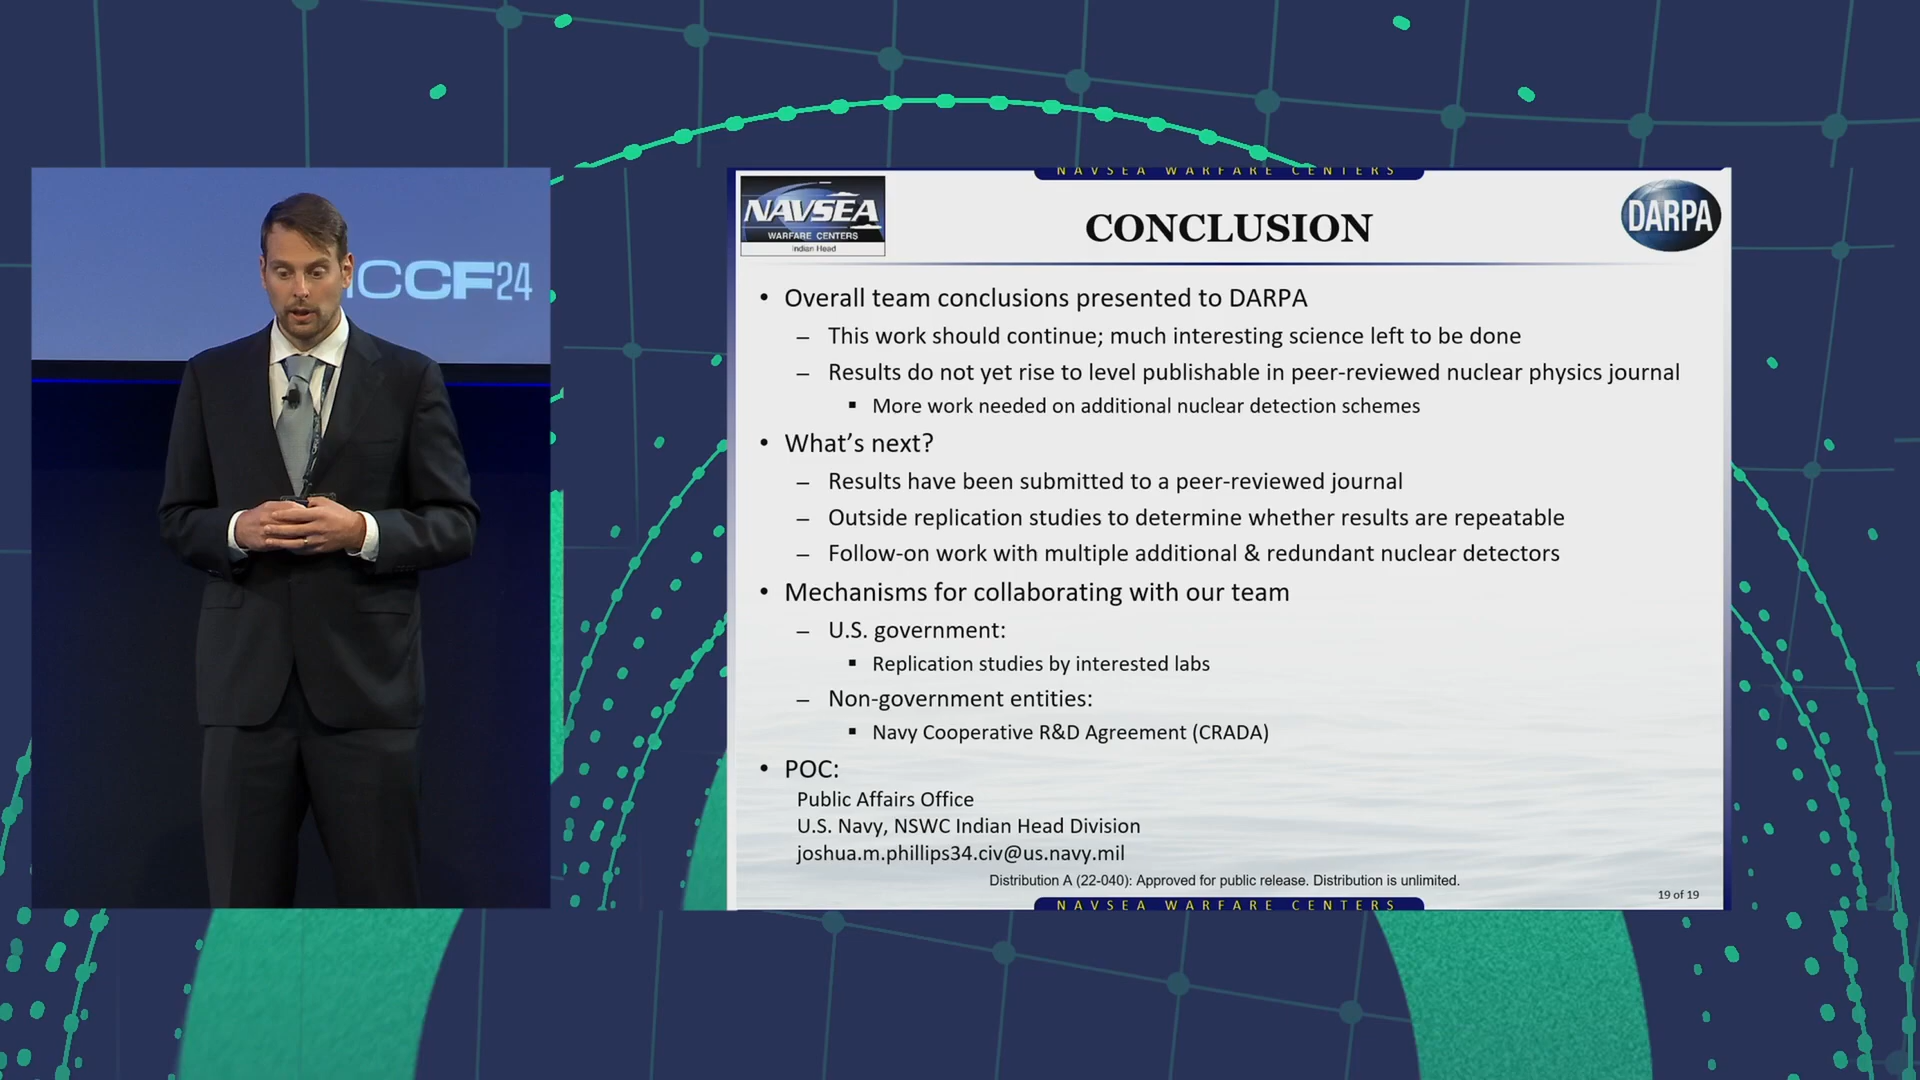 ICCF24
NAVSEA WARFARE CENTERS
NAVSEA
WARFARE CENTERS
Indian Head
CONCLUSION
DARPA
• Overall team conclusions presented to DARPA
– This work should continue; much interesting science left to be done
– Results do not yet rise to level publishable in peer-reviewed nuclear physics journal
▪ More work needed on additional nuclear detection schemes
• What's next?
– Results have been submitted to a peer-reviewed journal
– Outside replication studies to determine whether results are repeatable
– Follow-on work with multiple additional & redundant nuclear detectors
• Mechanisms for collaborating with our team
– U.S. government:
▪ Replication studies by interested labs
– Non-government entities:
▪ Navy Cooperative R&D Agreement (CRADA)
• POC:
Public Affairs Office
U.S. Navy, NSWC Indian Head Division
joshua.m.phillips34.civ@us.navy.mil
Distribution A (22-040): Approved for public release. Distribution is unlimited.
19 of 19
NAVSEA WARFARE CENTERS